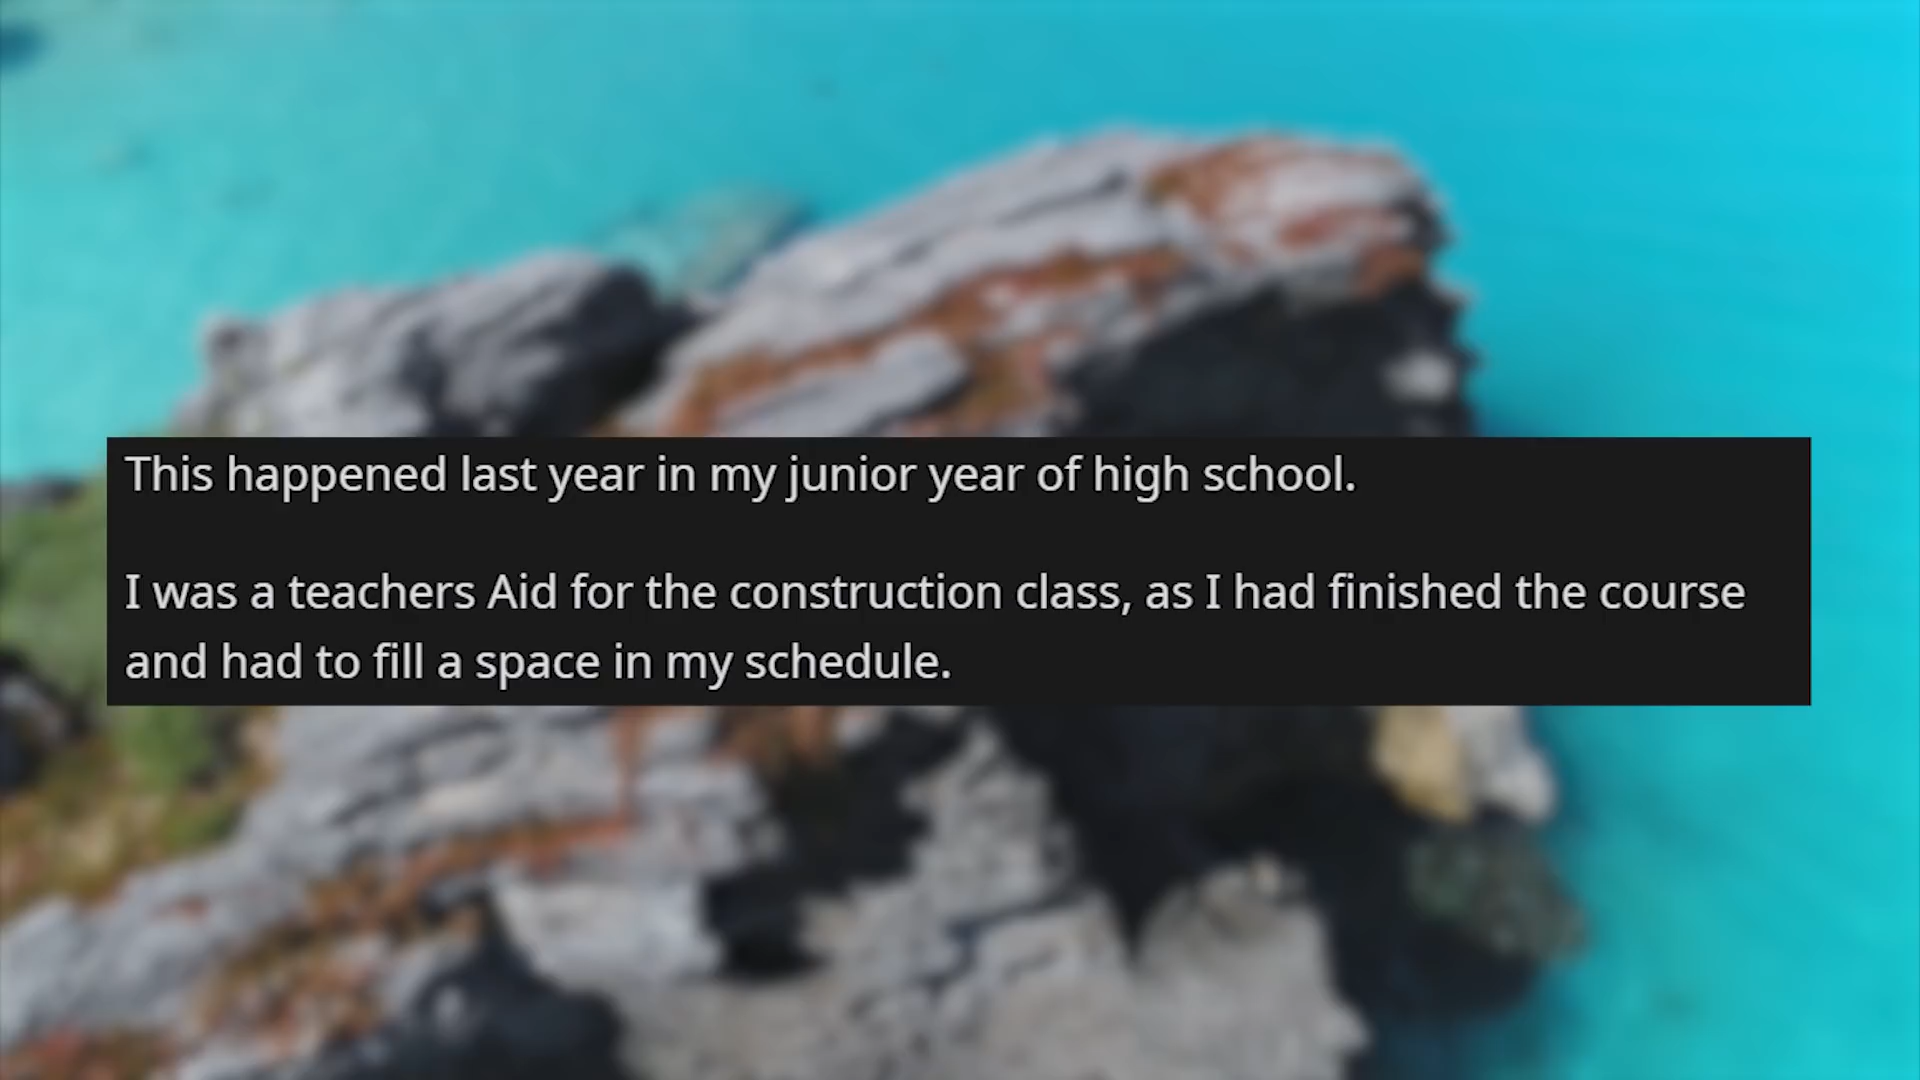 This happened last year in my junior year of high school.
I was a teachers Aid for the construction class, as I had finished the course
and had to fill a space in my schedule.